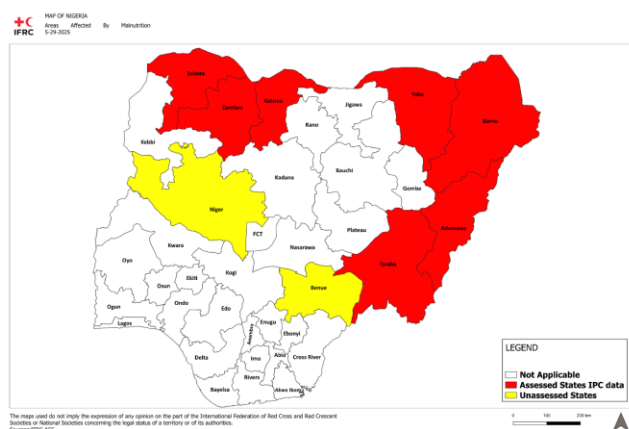 MAP OF NIGERIA
Areas Affected By Malnutrition
5-29-2025
IFRC
Sokoto
Zamfara
Katsina
Yobe
Borno
Jigawa
Kano
Kebbi
Bauchi
Kaduna
Gombe
Niger
Adamawa
FCT
Plateau
Nasarawa
Taraba
Kwara
Oyo
Kogi
Benue
Ekiti
Osun
Ondo
Edo
Ogun
Lagos
Enugu
Anambra
Ebonyi
Delta
Imo
Abia
Cross River
Rivers
Bayelsa
Akwa Ibom
LEGEND
Not Applicable
Assessed States IPC data
Unassessed States
0 100 200 km
The maps used do not imply the expression of any opinion on the part of the International Federation of Red Cross and Red Crescent
Societies or National Societies concerning the legal status of a territory or of its authorities.